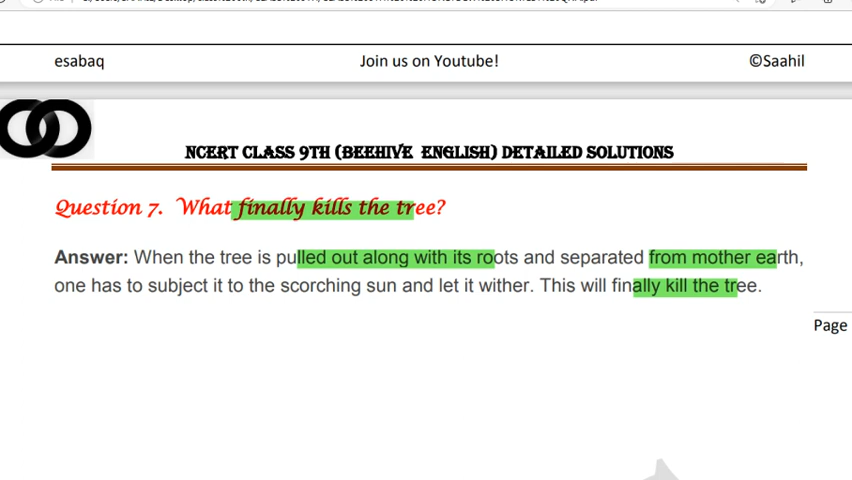 esabaq Join us on Youtube! ©Saahil
NCERT CLASS 9TH (BEEHIVE ENGLISH) DETAILED SOLUTIONS
Question 7. What finally kills the tree?
Answer: When the tree is pulled out along with its roots and separated from mother earth,
one has to subject it to the scorching sun and let it wither. This will finally kill the tree.
Page